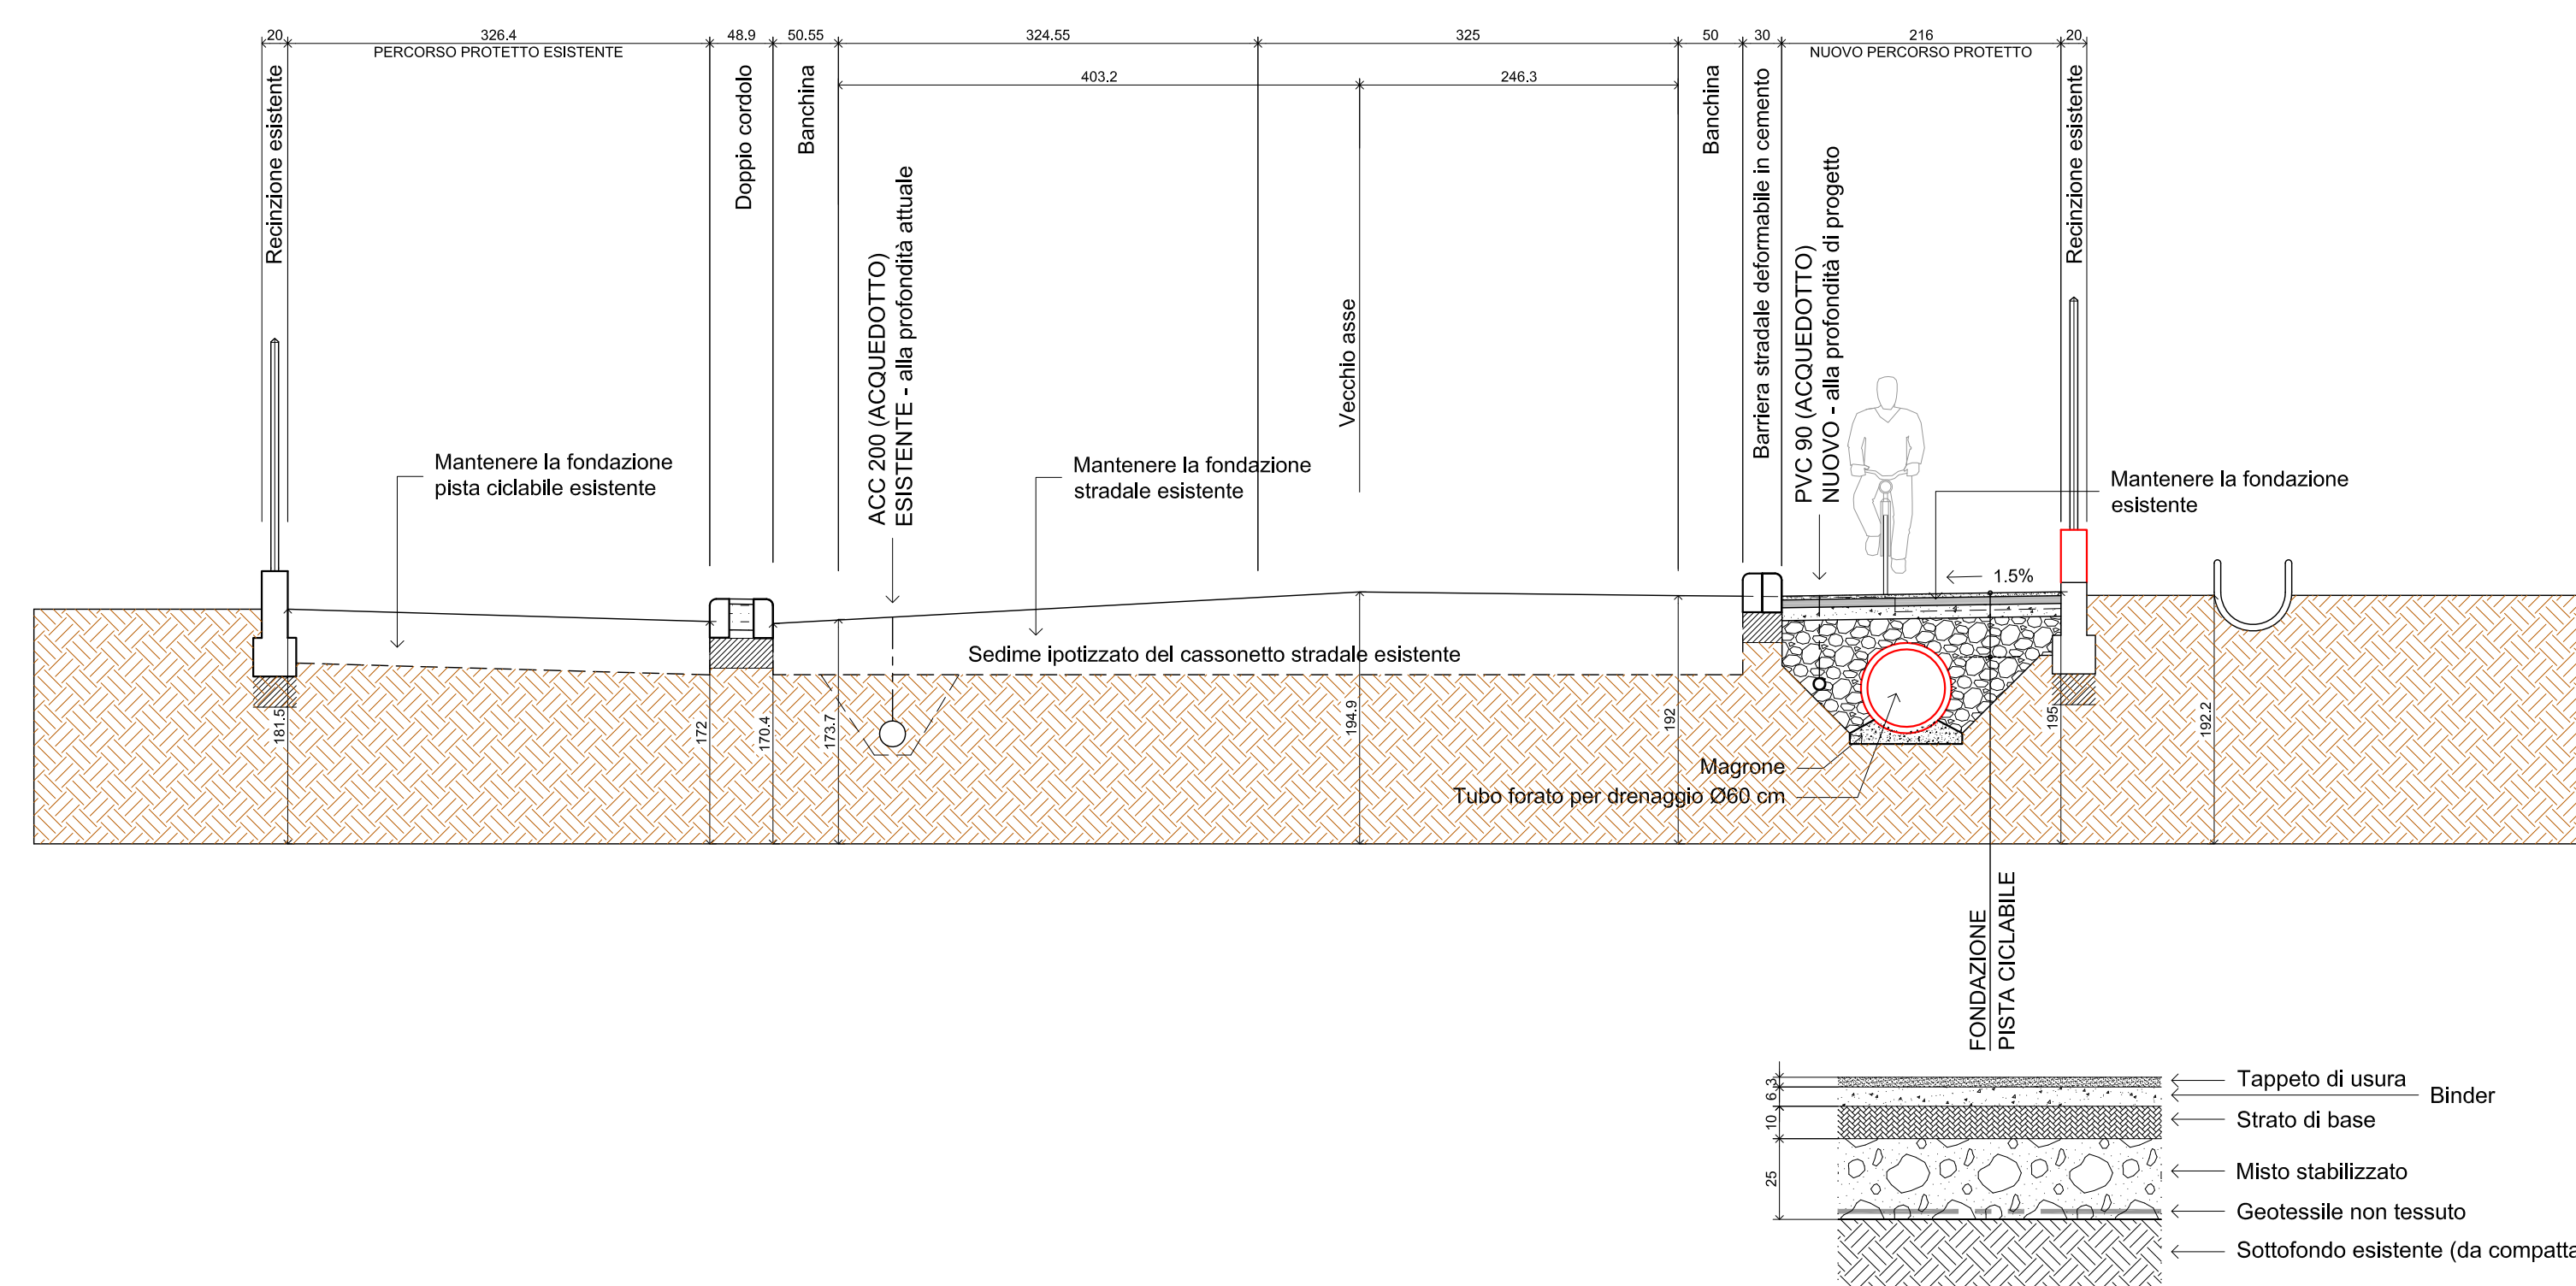 20
326.4
48.9
50.55
324.55
325
50
30
216
20
PERCORSO PROTETTO ESISTENTE
NUOVO PERCORSO PROTETTO
403.2
246.3
Recinzione esistente
Doppio cordolo
Banchina
ACC 200 (ACQUEDOTTO)
ESISTENTE - alla profondità attuale
Vecchio asse
Banchina
Barriera stradale deformabile in cemento
PVC 90 (ACQUEDOTTO)
NUOVO - alla profondità di progetto
Recinzione esistente
Mantenere la fondazione
pista ciclabile esistente
Mantenere la fondazione
stradale esistente
Mantenere la fondazione
esistente
1.5%
Sedime ipotizzato del cassonetto stradale esistente
181.5
172
170.4
173.7
194.9
192
195
192.2
Magrone
Tubo forato per drenaggio Ø60 cm
FONDAZIONE
PISTA CICLABILE
3
6
10
25
Tappeto di usura
Binder
Strato di base
Misto stabilizzato
Geotessile non tessuto
Sottofondo esistente (da compatta